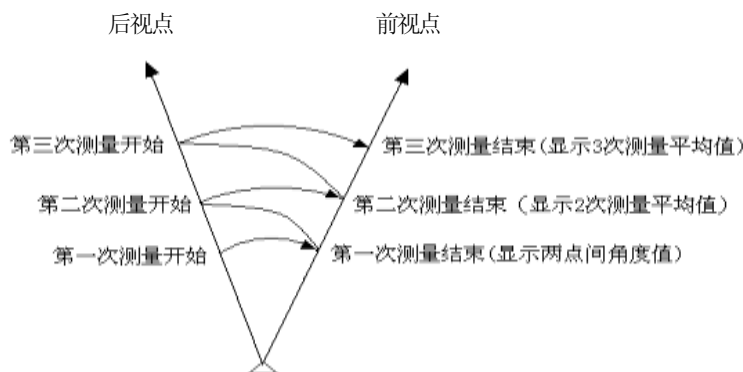 后视点
前视点
第三次测量开始
第三次测量结束(显示3次测量平均值)
第二次测量开始
第二次测量结束(显示2次测量平均值)
第一次测量开始
第一次测量结束(显示两点间角度值)